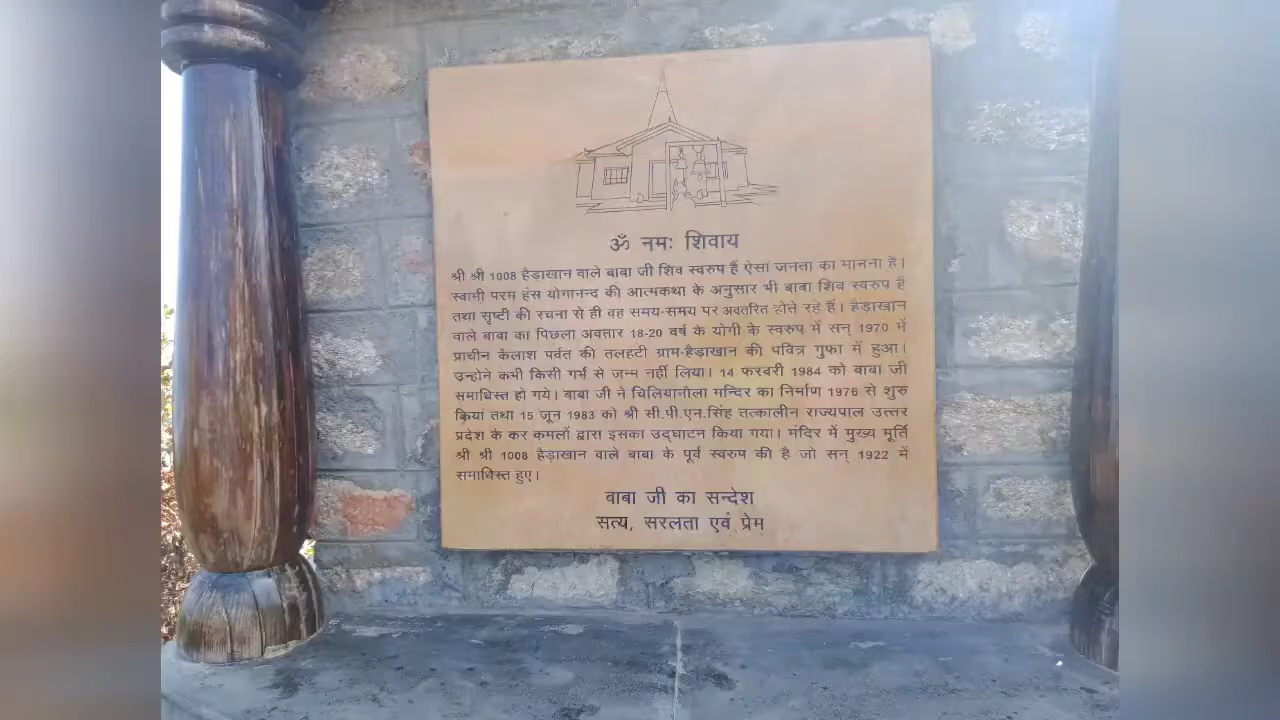 ॐ नमः शिवाय
श्री श्री 1008 हैड़ाखान वाले बाबा जी शिव स्वरुप हैं ऐसा जनता का मानना है।
स्वामी परम हंस योगानन्द की आत्मकथा के अनुसार भी बाबा शिव स्वरुप हैं
तथा सृष्टी की रचना से ही वह समय-समय पर अवतरित होते रहे हैं। हैड़ाखान
वाले बाबा का पिछला अवतार 18-20 वर्ष के योगी के स्वरुप में सन् 1970 में
प्राचीन कैलाश पर्वत की तलहटी ग्राम-हैड़ाखान की पवित्र गुफा में हुआ।
उन्होने कभी किसी गर्भ से जन्म नहीं लिया। 14 फरवरी 1984 को बाबा जी
समाधिस्त हो गये। बाबा जी ने चिलियानौला मन्दिर का निर्माण 1976 से शुरु
किया तथा 15 जून 1983 को श्री सी.पी.एन.सिंह तत्कालीन राज्यपाल उत्तर
प्रदेश के कर कमलों द्वारा इसका उद्घाटन किया गया। मंदिर में मुख्य मूर्ति
श्री श्री 1008 हैड़ाखान वाले बाबा के पूर्व स्वरुप की है जो सन् 1922 में
समाधिस्त हुए।
बाबा जी का सन्देश
सत्य, सरलता एवं प्रेम